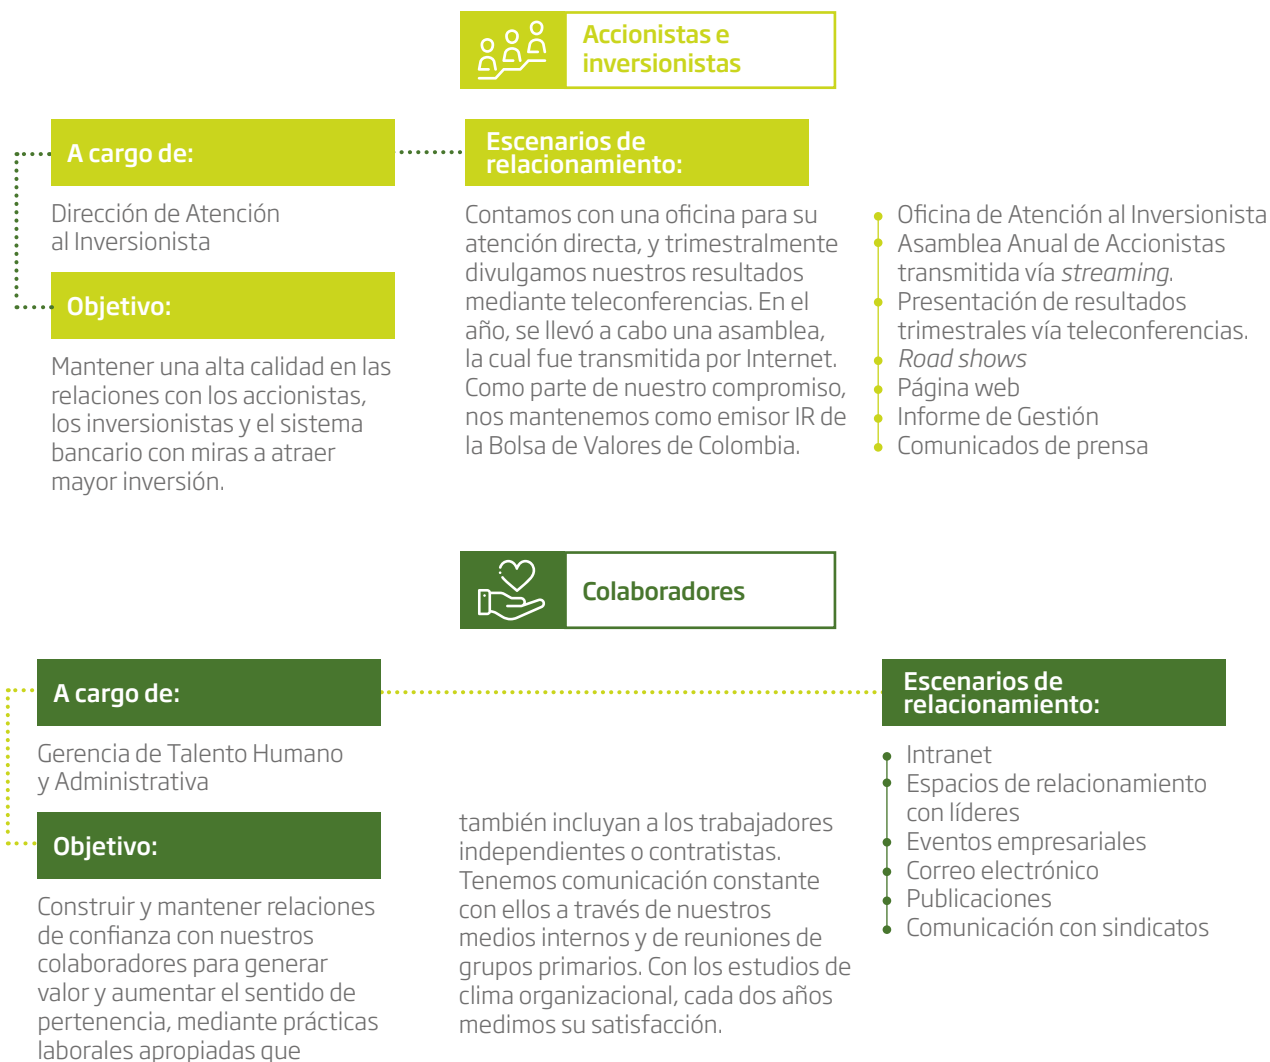 Accionistas e
inversionistas
A cargo de:
Dirección de Atención
al Inversionista
Objetivo:
Mantener una alta calidad en las
relaciones con los accionistas,
los inversionistas y el sistema
bancario con miras a atraer
mayor inversión.
Escenarios de
relacionamiento:
Contamos con una oficina para su
atención directa, y trimestralmente
divulgamos nuestros resultados
mediante teleconferencias. En el
año, se llevó a cabo una asamblea,
la cual fue transmitida por Internet.
Como parte de nuestro compromiso,
nos mantenemos como emisor IR de
la Bolsa de Valores de Colombia.
Oficina de Atención al Inversionista
Asamblea Anual de Accionistas
transmitida vía streaming.
Presentación de resultados
trimestrales vía teleconferencias.
Road shows
Página web
Informe de Gestión
Comunicados de prensa
Colaboradores
A cargo de:
Gerencia de Talento Humano
y Administrativa
Objetivo:
Construir y mantener relaciones
de confianza con nuestros
colaboradores para generar
valor y aumentar el sentido de
pertenencia, mediante prácticas
laborales apropiadas que
también incluyan a los trabajadores
independientes o contratistas.
Tenemos comunicación constante
con ellos a través de nuestros
medios internos y de reuniones de
grupos primarios. Con los estudios de
clima organizacional, cada dos años
medimos su satisfacción.
Escenarios de
relacionamiento:
Intranet
Espacios de relacionamiento
con líderes
Eventos empresariales
Correo electrónico
Publicaciones
Comunicación con sindicatos